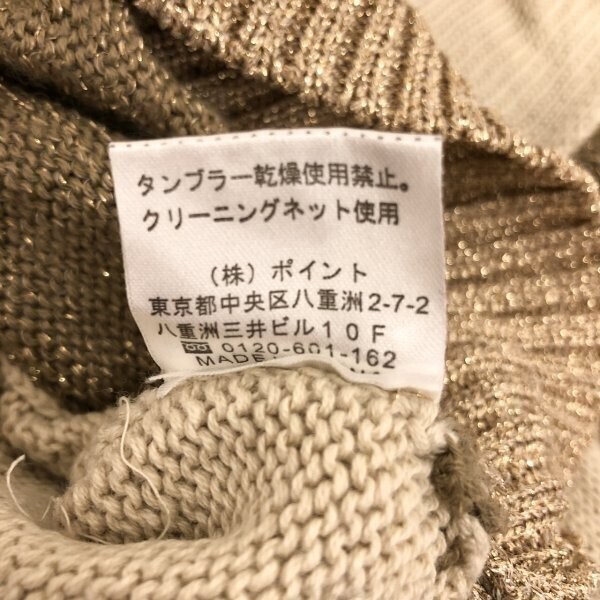 タンブラー乾燥使用禁止。
クリーニングネット使用
(株)ポイント
東京都中央区八重洲2-7-2
八重洲三井ビル10F
0120-601-162
MADE